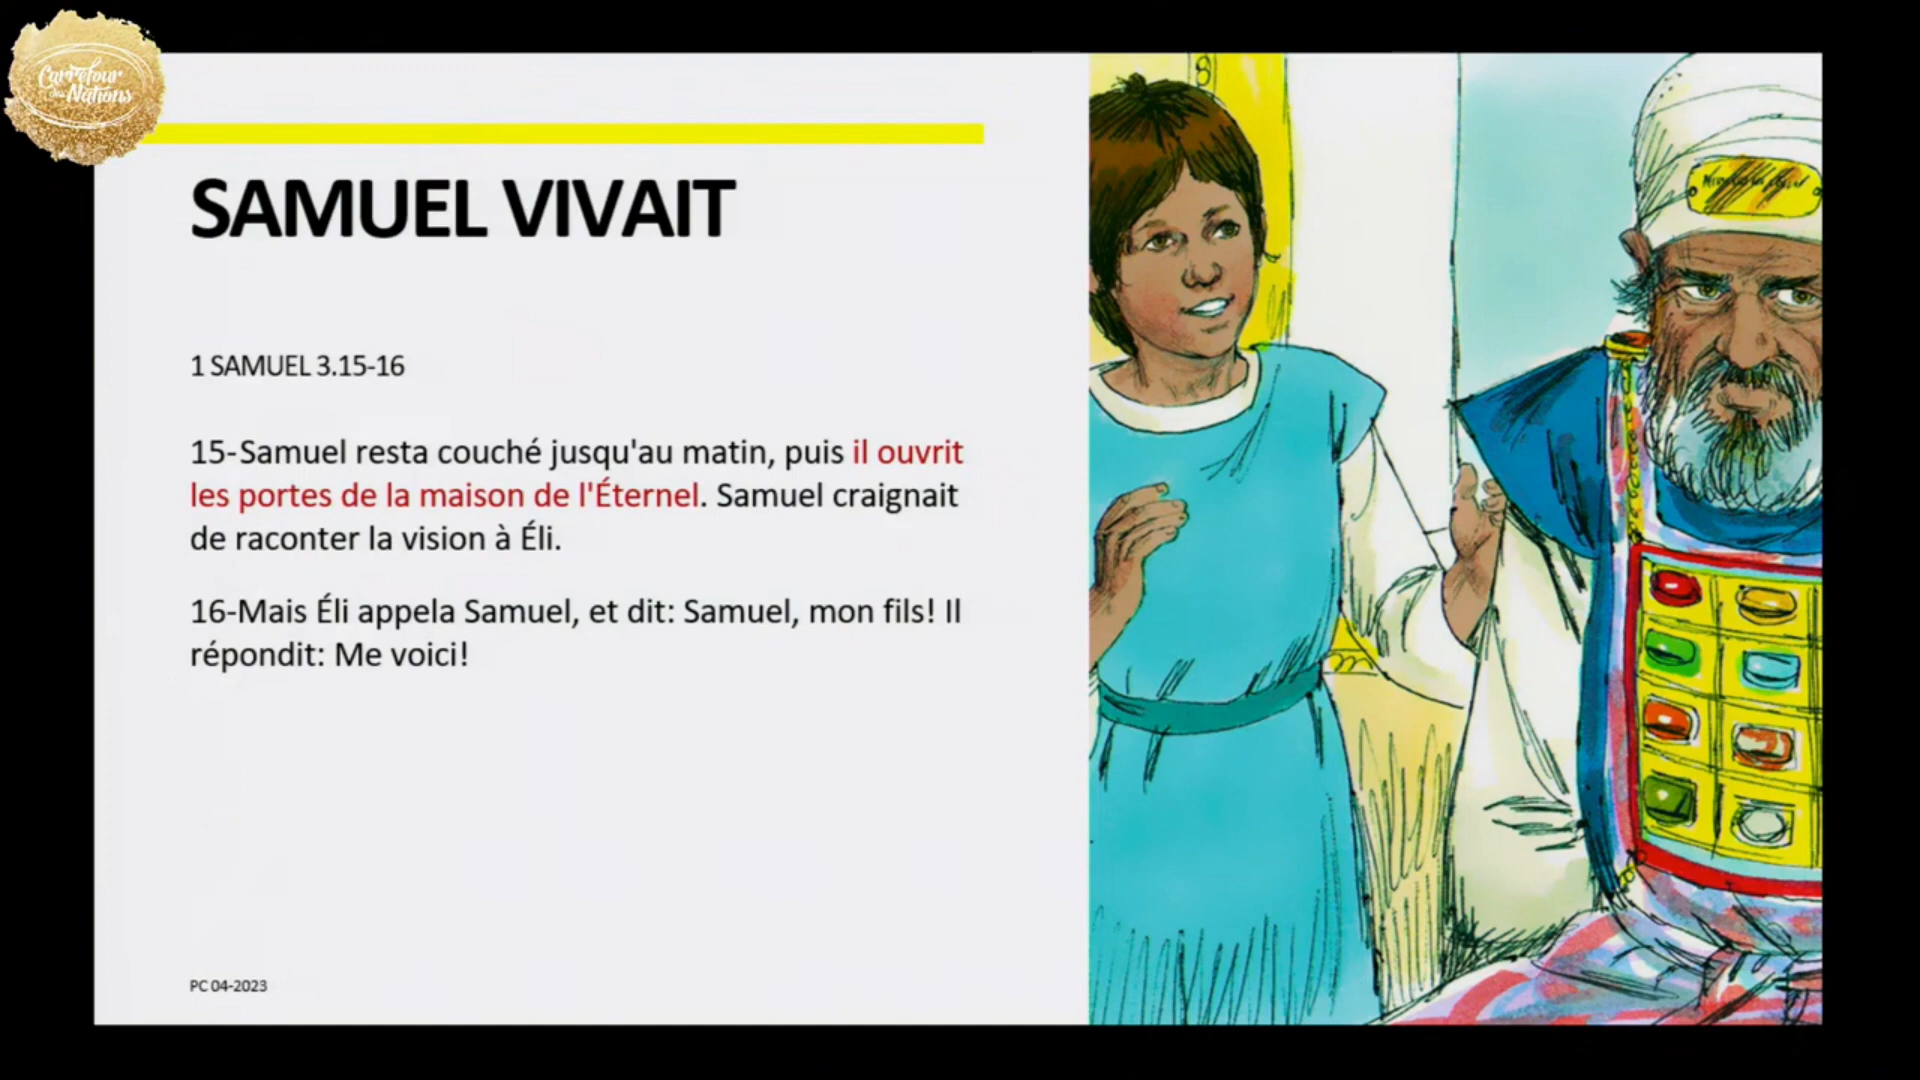 Carrefour
des Nations
SAMUEL VIVAIT
1 SAMUEL 3.15-16
15-Samuel resta couché jusqu'au matin, puis il ouvrit
les portes de la maison de l'Éternel. Samuel craignait
de raconter la vision à Éli.
16-Mais Éli appela Samuel, et dit: Samuel, mon fils! Il
répondit: Me voici!
PC 04-2023